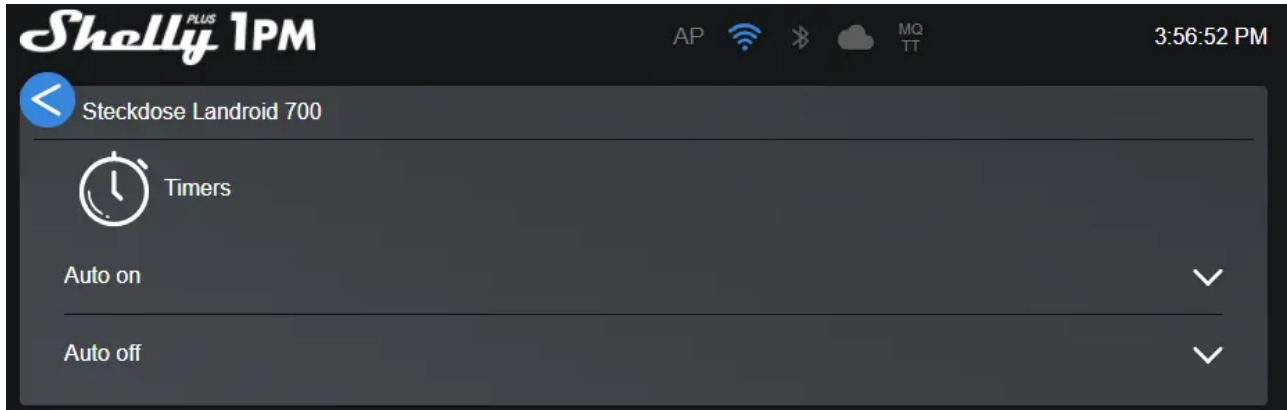 Shelly PLUS 1PM
AP
MQ
TT
3:56:52 PM
Steckdose Landroid 700
Timers
Auto on
Auto off